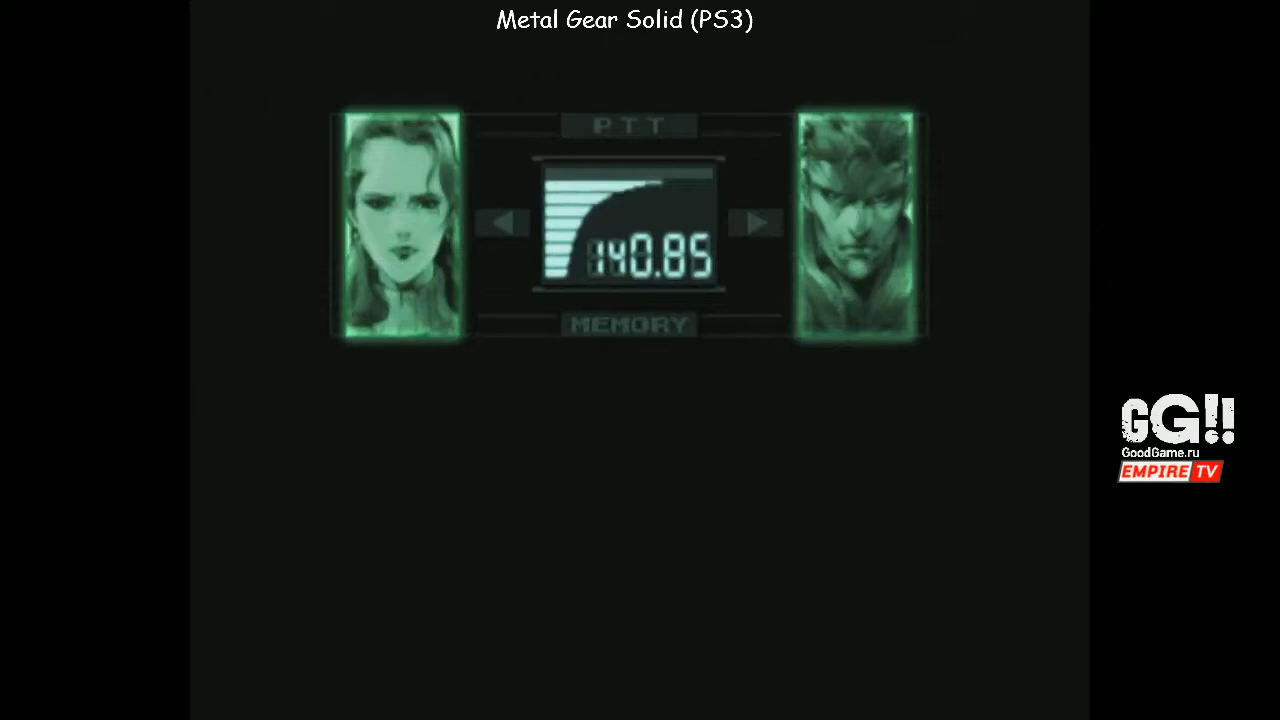 Metal Gear Solid (PS3)
PTT
140.85
MEMORY
GG!!
GoodGame.ru
EMPIRE TV